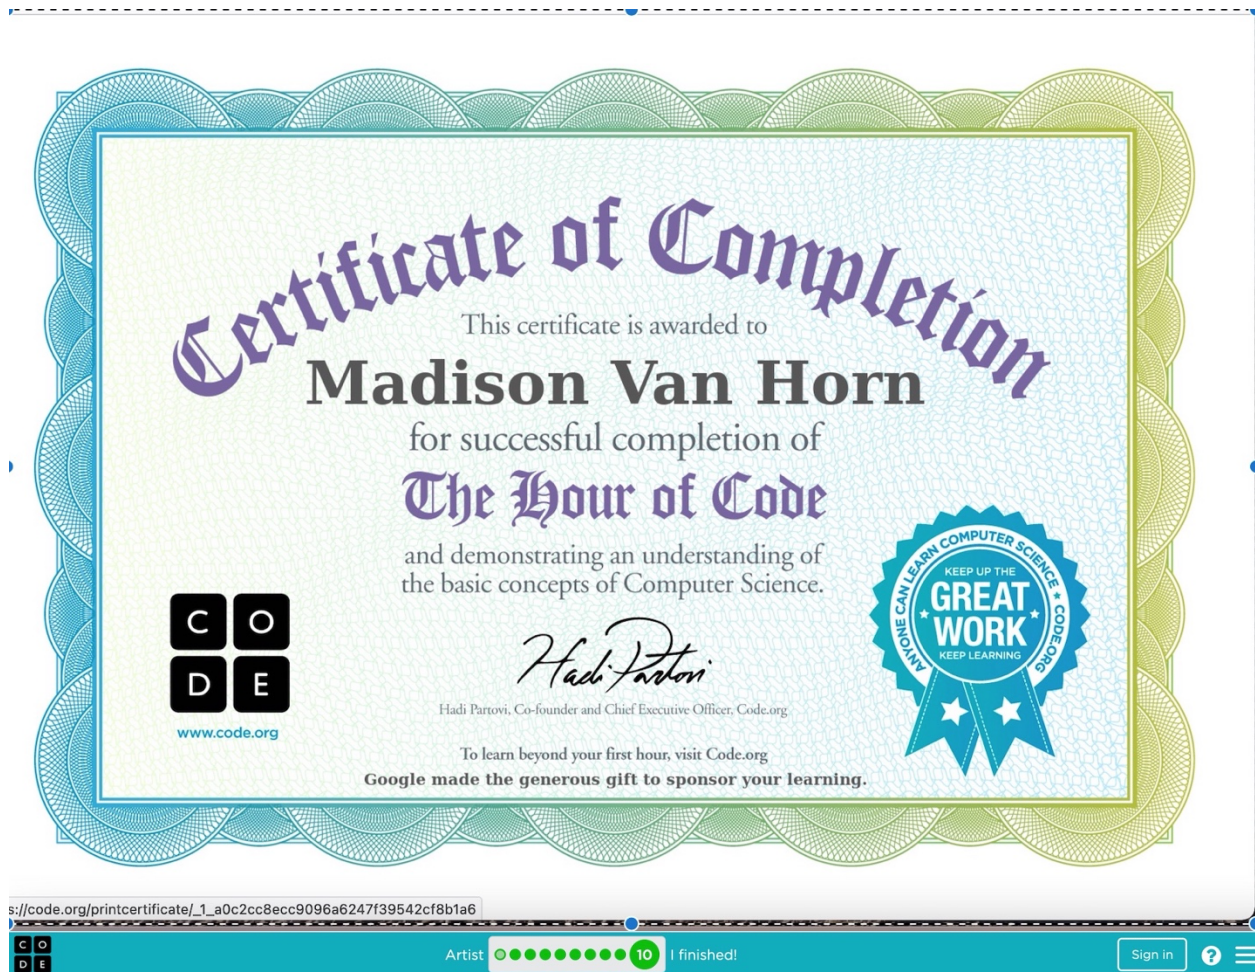 Certificate of Completion
This certificate is awarded to
Madison Van Horn
for successful completion of
The Hour of Code
and demonstrating an understanding of
the basic concepts of Computer Science.
C O
D E
www.code.org
Hadi Partovi
Hadi Partovi, Co-founder and Chief Executive Officer, Code.org
ANYONE CAN LEARN COMPUTER SCIENCE ★ CODE.ORG
KEEP UP THE
GREAT
WORK
KEEP LEARNING
To learn beyond your first hour, visit Code.org
Google made the generous gift to sponsor your learning.
s://code.org/printcertificate/_1_a0c2cc8ecc9096a6247f39542cf8b1a6
C O
D E
Artist 10 I finished!
Sign in ?